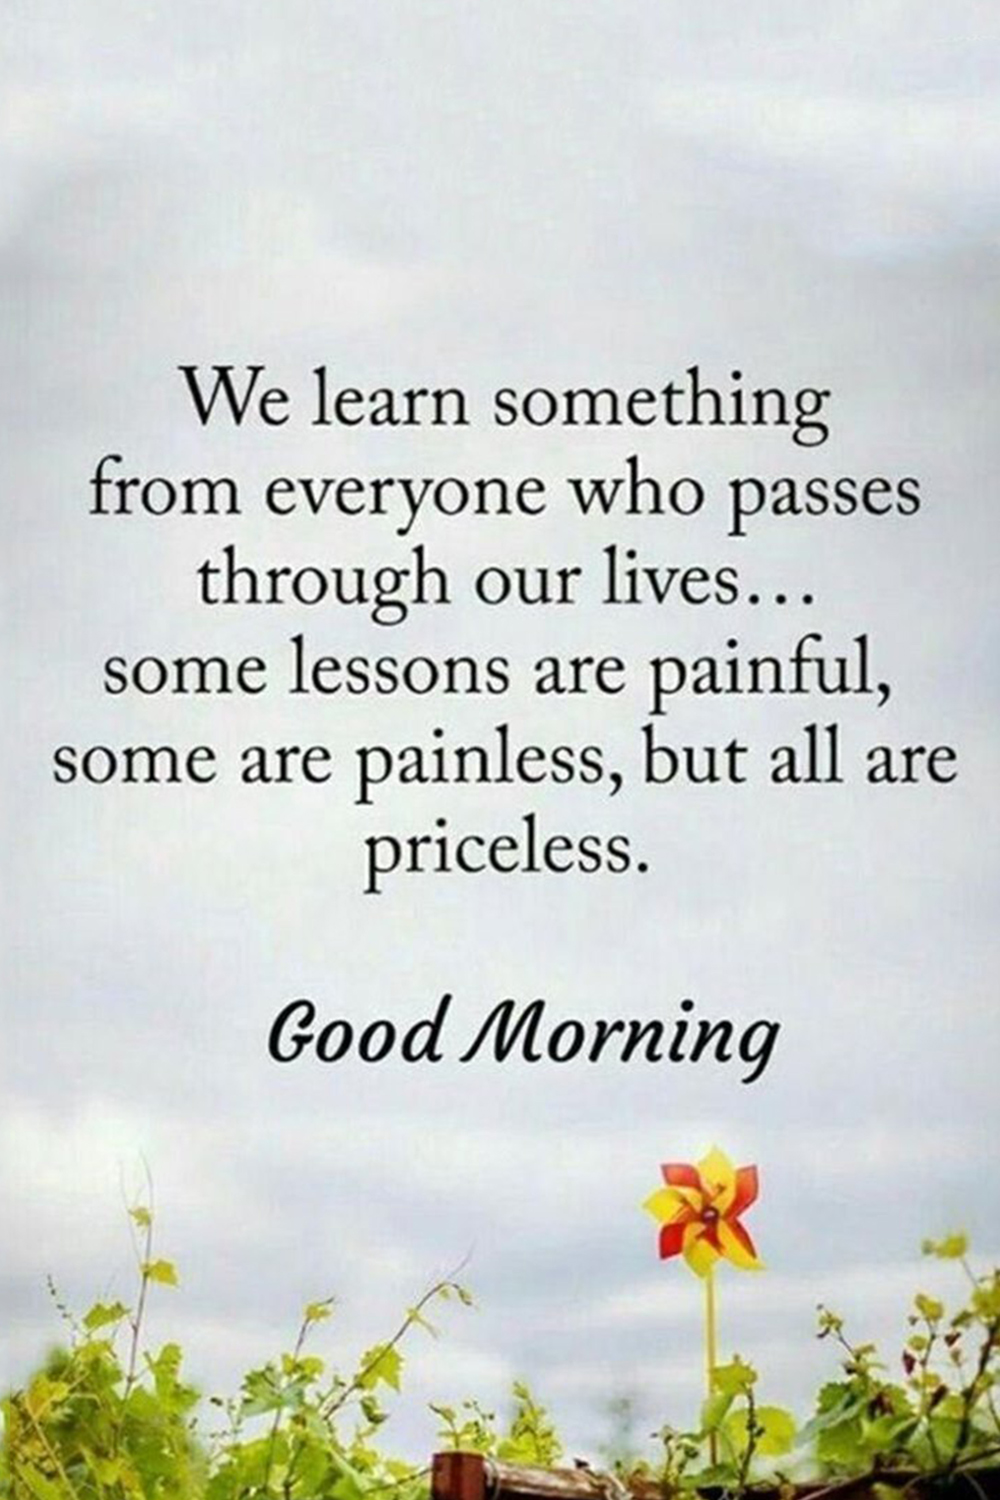 We learn something
from everyone who passes
through our lives...
some lessons are painful,
some are painless, but all are
priceless.
Good Morning